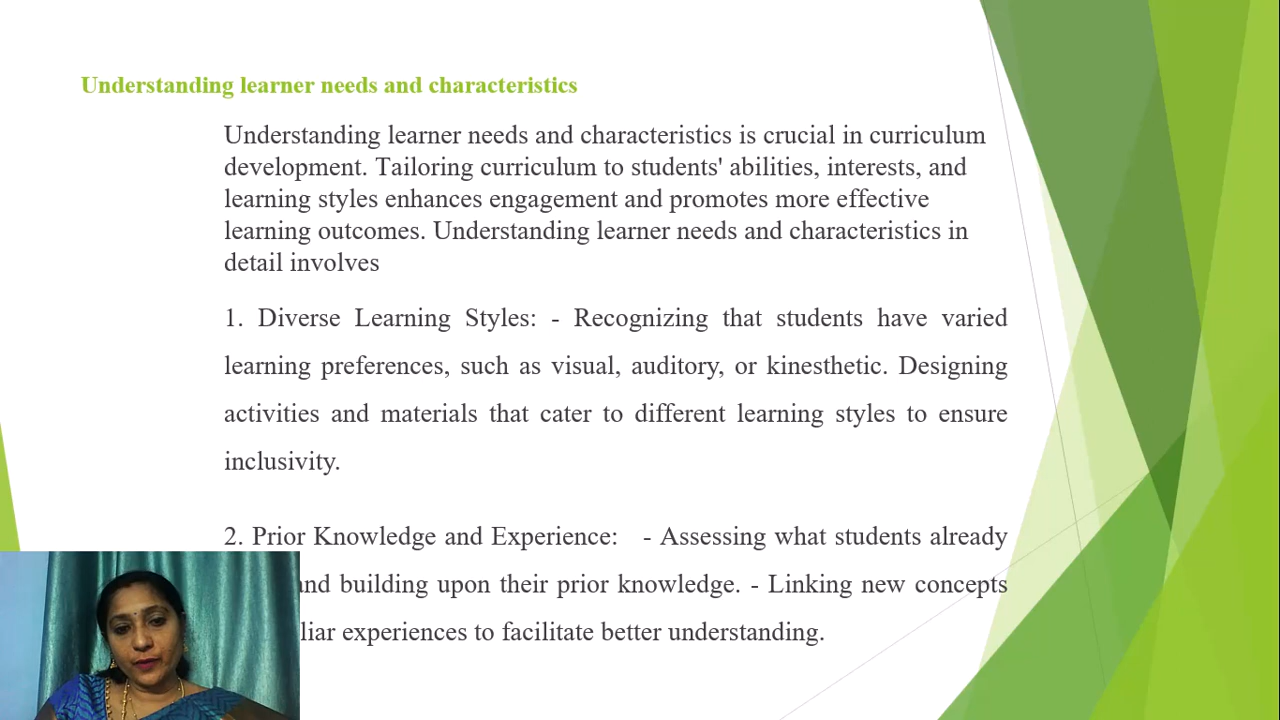 Understanding learner needs and characteristics
Understanding learner needs and characteristics is crucial in curriculum
development. Tailoring curriculum to students' abilities, interests, and
learning styles enhances engagement and promotes more effective
learning outcomes. Understanding learner needs and characteristics in
detail involves
1. Diverse Learning Styles: - Recognizing that students have varied
learning preferences, such as visual, auditory, or kinesthetic. Designing
activities and materials that cater to different learning styles to ensure
inclusivity.
2. Prior Knowledge and Experience: - Assessing what students already
and building upon their prior knowledge. - Linking new concepts
experiences to facilitate better understanding.